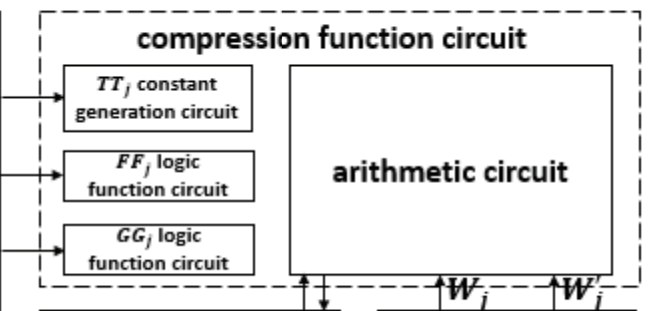 compression function circuit
TTⱼ constant
generation circuit
FFⱼ logic
function circuit
GGⱼ logic
function circuit
arithmetic circuit
Wⱼ
W′ⱼ